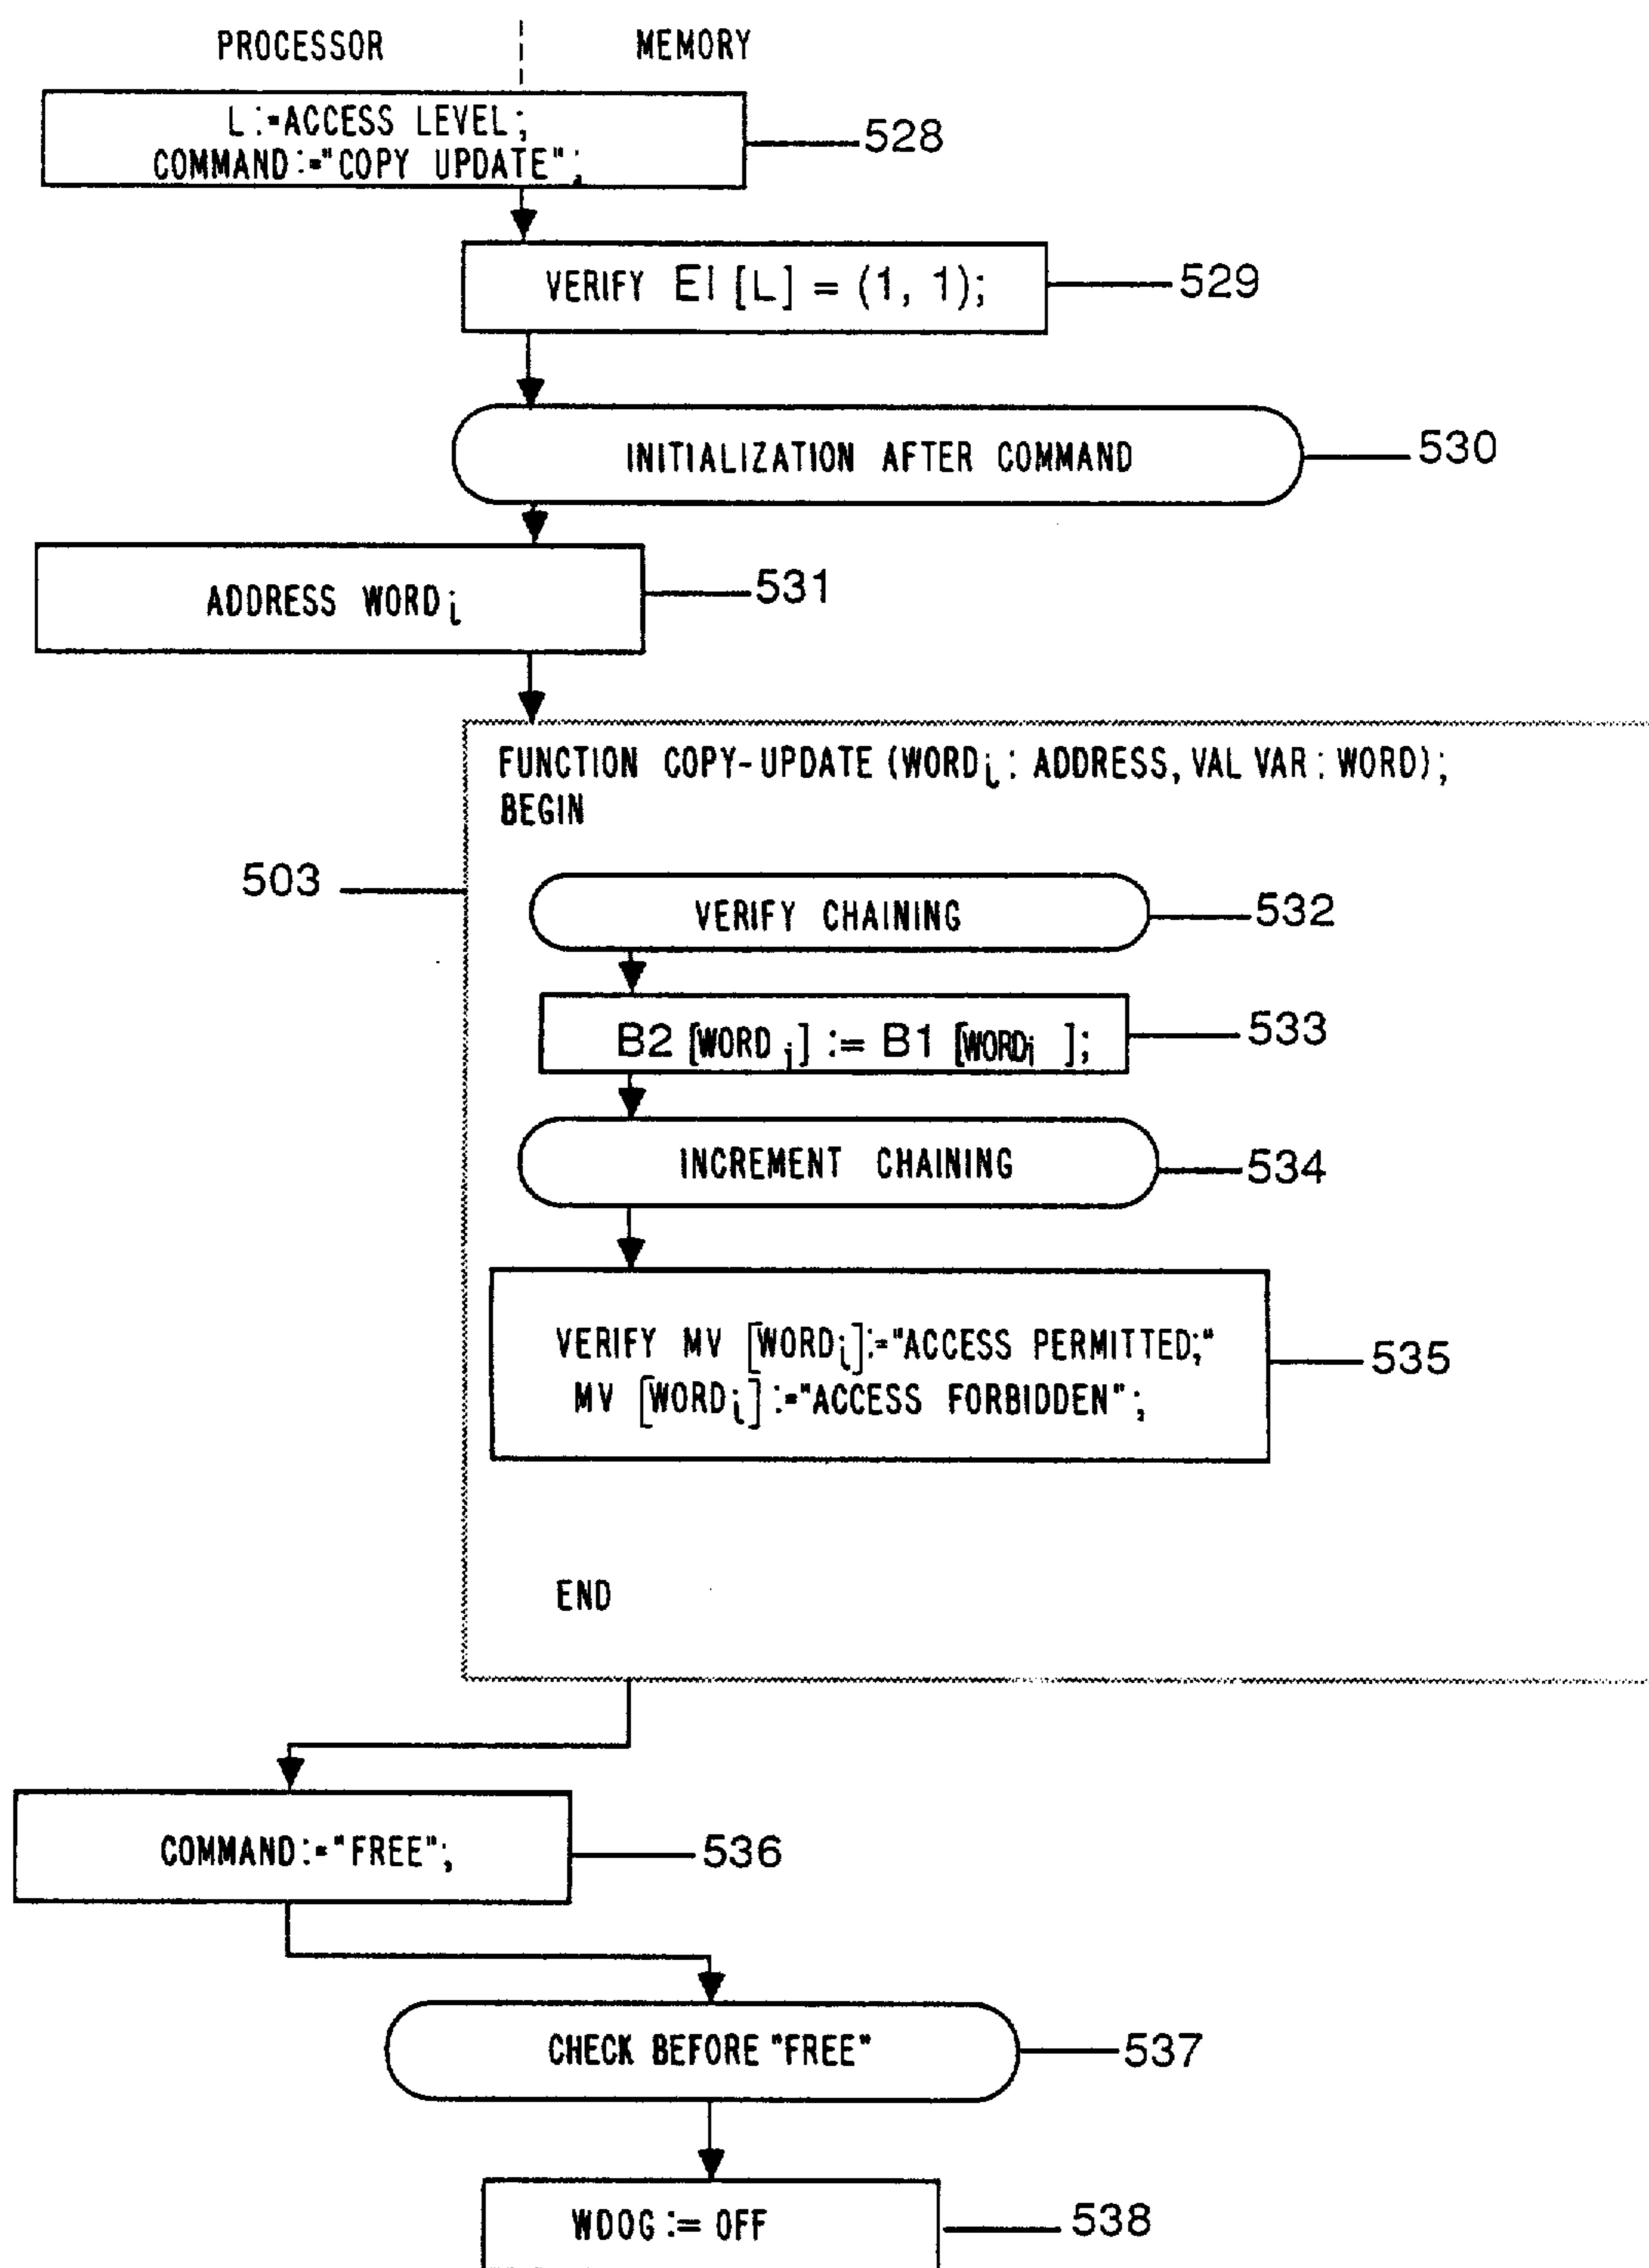 PROCESSOR MEMORY
L:=ACCESS LEVEL;
COMMAND:="COPY UPDATE";
528
VERIFY EI [L] = (1, 1);
529
INITIALIZATION AFTER COMMAND
530
ADDRESS WORDi
531
FUNCTION COPY-UPDATE (WORDi: ADDRESS, VAL VAR: WORD);
BEGIN
503
VERIFY CHAINING
532
B2 [WORD i] := B1 [WORDi ];
533
INCREMENT CHAINING
534
VERIFY MV [WORDi]:="ACCESS PERMITTED;"
MV [WORDi]:="ACCESS FORBIDDEN";
535
END
COMMAND:="FREE";
536
CHECK BEFORE "FREE"
537
WDOG := OFF
538